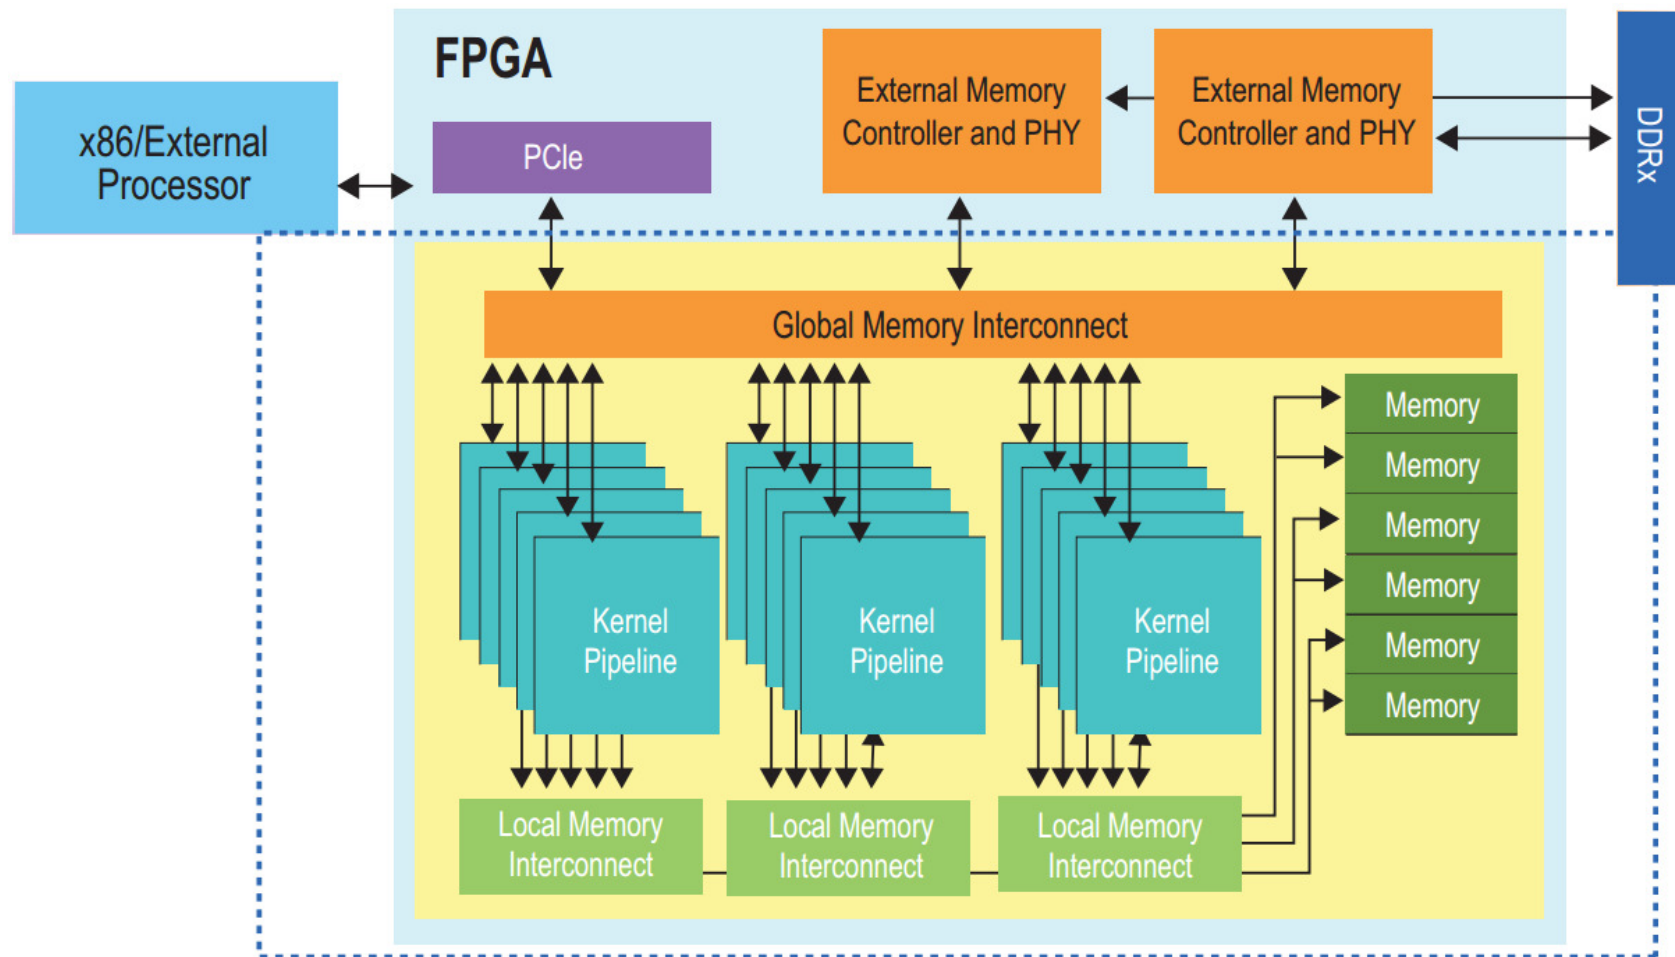 FPGA
x86/External
Processor
PCIe
External Memory
Controller and PHY
External Memory
Controller and PHY
DDRx
Global Memory Interconnect
Kernel
Pipeline
Kernel
Pipeline
Kernel
Pipeline
Memory
Memory
Memory
Memory
Memory
Memory
Local Memory
Interconnect
Local Memory
Interconnect
Local Memory
Interconnect